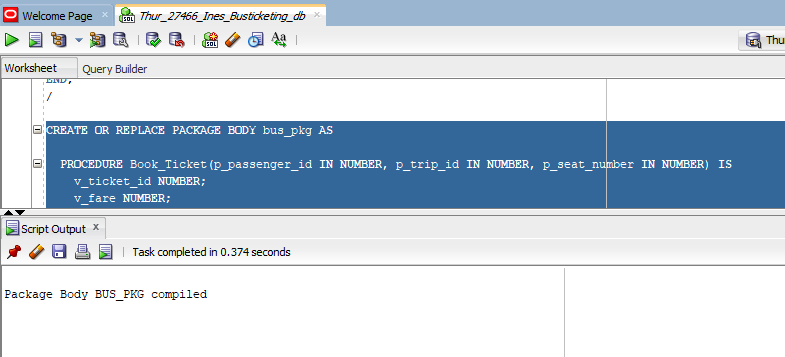 Welcome Page
Thur_27466_Ines_Busticketing_db
SQL
Aa
Thu
Worksheet
Query Builder
END;
/
CREATE OR REPLACE PACKAGE BODY bus_pkg AS
PROCEDURE Book_Ticket(p_passenger_id IN NUMBER, p_trip_id IN NUMBER, p_seat_number IN NUMBER) IS
v_ticket_id NUMBER;
v_fare NUMBER;
Script Output
Task completed in 0.374 seconds
Package Body BUS_PKG compiled